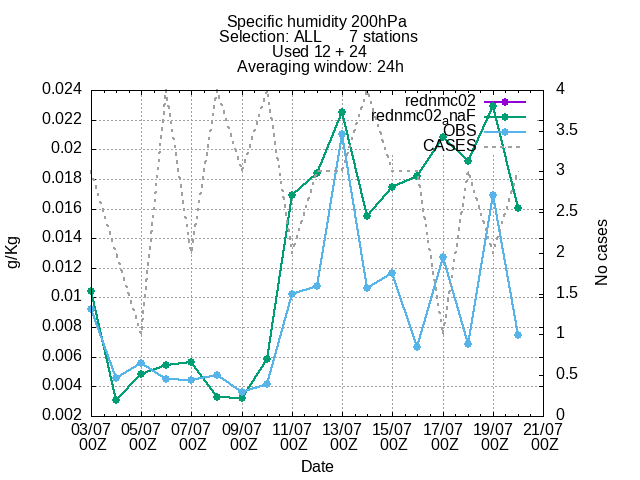 Specific humidity 200hPa
Selection: ALL 7 stations
Used 12 + 24
Averaging window: 24h
0.024
0.022
0.02
0.018
0.016
0.014
0.012
0.01
0.008
0.006
0.004
0.002
g/Kg
rednmc02
rednmc02_naF
OBS
CASES
4
3.5
3
2.5
2
1.5
1
0.5
0
No cases
03/07 05/07 07/07 09/07 11/07 13/07 15/07 17/07 19/07 21/07
00Z 00Z 00Z 00Z 00Z 00Z 00Z 00Z 00Z 00Z
Date